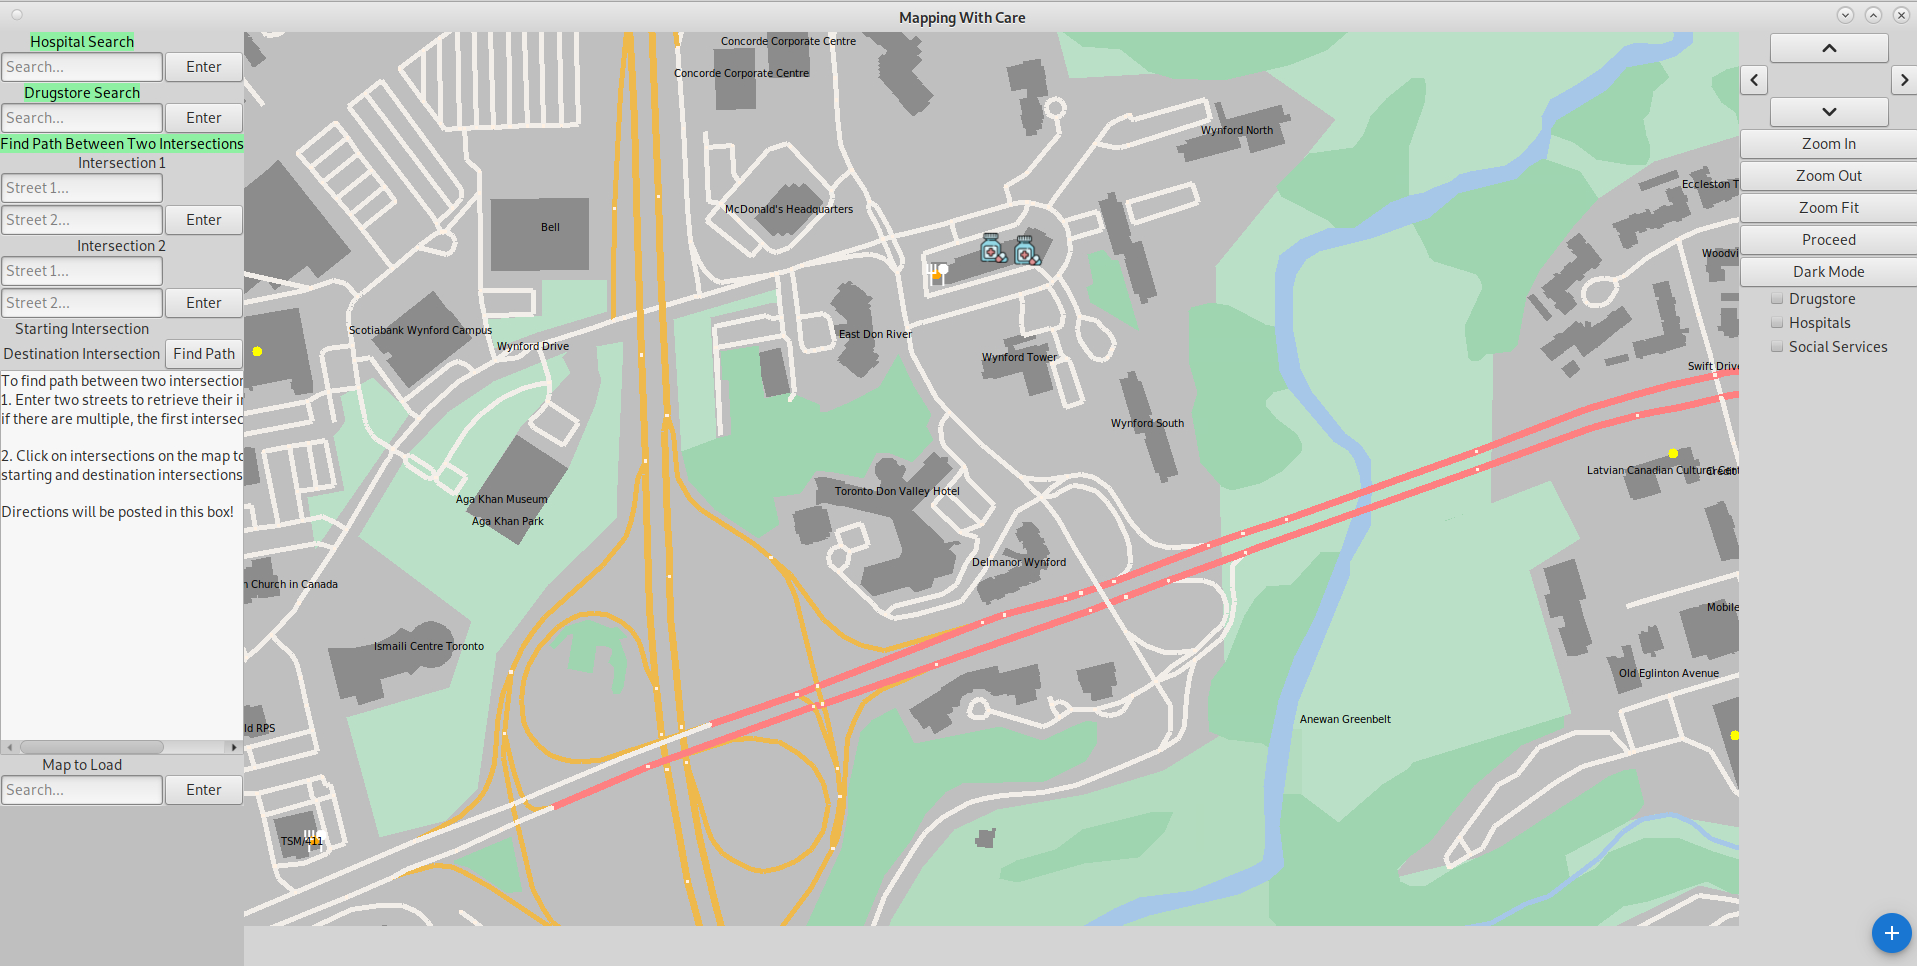 Mapping With Care
Hospital Search
Search...
Enter
Drugstore Search
Search...
Enter
Find Path Between Two Intersections
Intersection 1
Street 1...
Street 2...
Enter
Intersection 2
Street 1...
Street 2...
Enter
Starting Intersection
Destination Intersection
Find Path
To find path between two intersection
1. Enter two streets to retrieve their i
if there are multiple, the first intersec
2. Click on intersections on the map to
starting and destination intersections
Directions will be posted in this box!
Map to Load
Search...
Enter
Concorde Corporate Centre
Concorde Corporate Centre
Wynford North
Eccleston T
McDonald's Headquarters
Bell
Woodvi
Scotiabank Wynford Campus
Wynford Drive
East Don River
Wynford Tower
Swift Drive
Wynford South
Latvian Canadian Cultural Cent
Toronto Don Valley Hotel
Aga Khan Museum
Aga Khan Park
Delmanor Wynford
n Church in Canada
Mobile
Ismaili Centre Toronto
Old Eglinton Avenue
Anewan Greenbelt
ld RPS
TSM/411
Zoom In
Zoom Out
Zoom Fit
Proceed
Dark Mode
Drugstore
Hospitals
Social Services